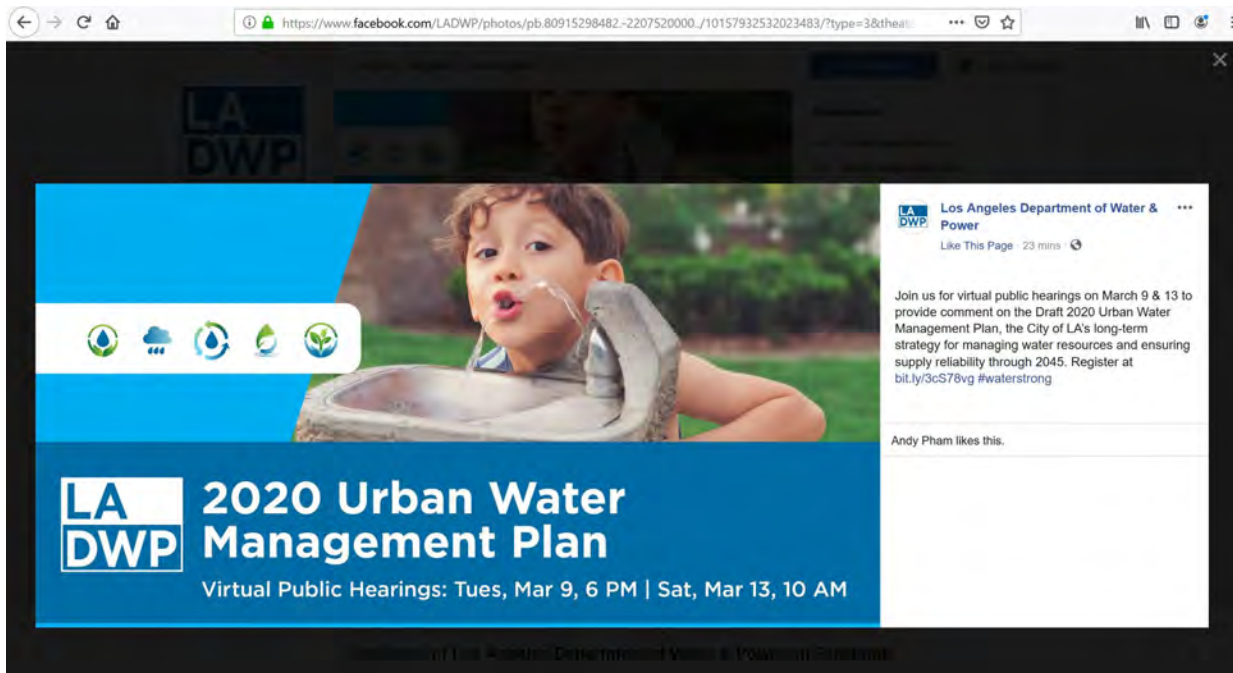 https://www.facebook.com/LADWP/photos/pb.80915298482.-2207520000../10157932532023483/?type=3&theat
LA
DWP
LA
DWP
Los Angeles Department of Water &
Power
Like This Page · 23 mins ·
Join us for virtual public hearings on March 9 & 13 to
provide comment on the Draft 2020 Urban Water
Management Plan, the City of LA's long-term
strategy for managing water resources and ensuring
supply reliability through 2045. Register at
bit.ly/3cS78vg #waterstrong
Andy Pham likes this.
LA
DWP
2020 Urban Water
Management Plan
Virtual Public Hearings: Tues, Mar 9, 6 PM | Sat, Mar 13, 10 AM